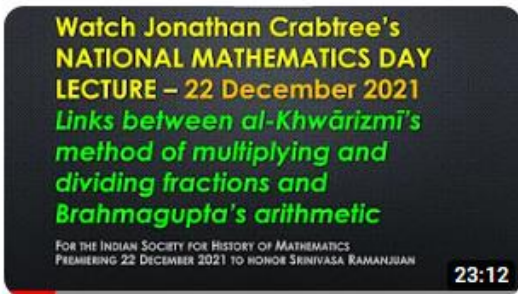 Watch Jonathan Crabtree's
NATIONAL MATHEMATICS DAY
LECTURE – 22 December 2021
Links between al-Khwārizmī's
method of multiplying and
dividing fractions and
Brahmagupta's arithmetic
FOR THE INDIAN SOCIETY FOR HISTORY OF MATHEMATICS
PREMIERING 22 DECEMBER 2021 TO HONOR SRINIVASA RAMANJUAN
23:12